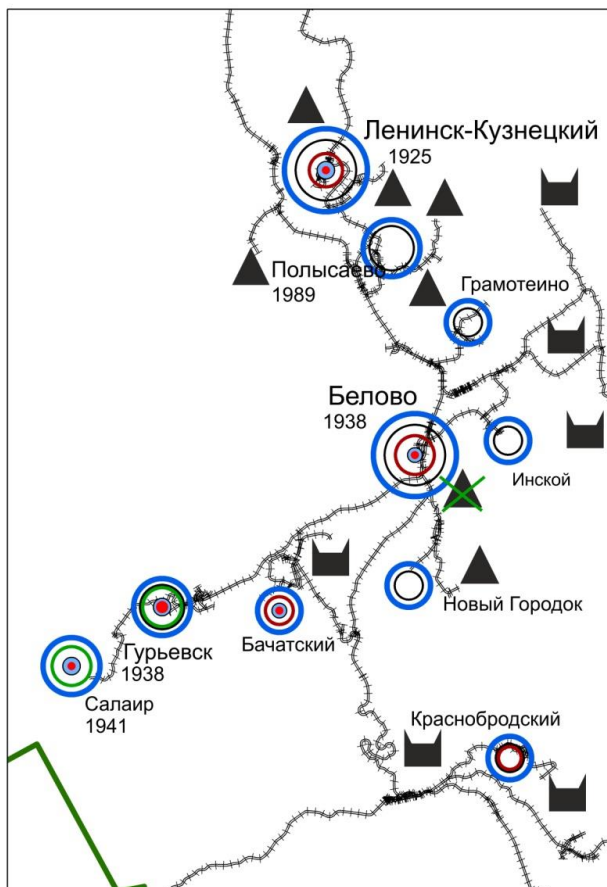 Ленинск-Кузнецкий
1925
Полысаево
1989
Грамотеино
Белово
1938
Инской
Новый Городок
Бачатский
Гурьевск
1938
Салаир
1941
Краснобродский